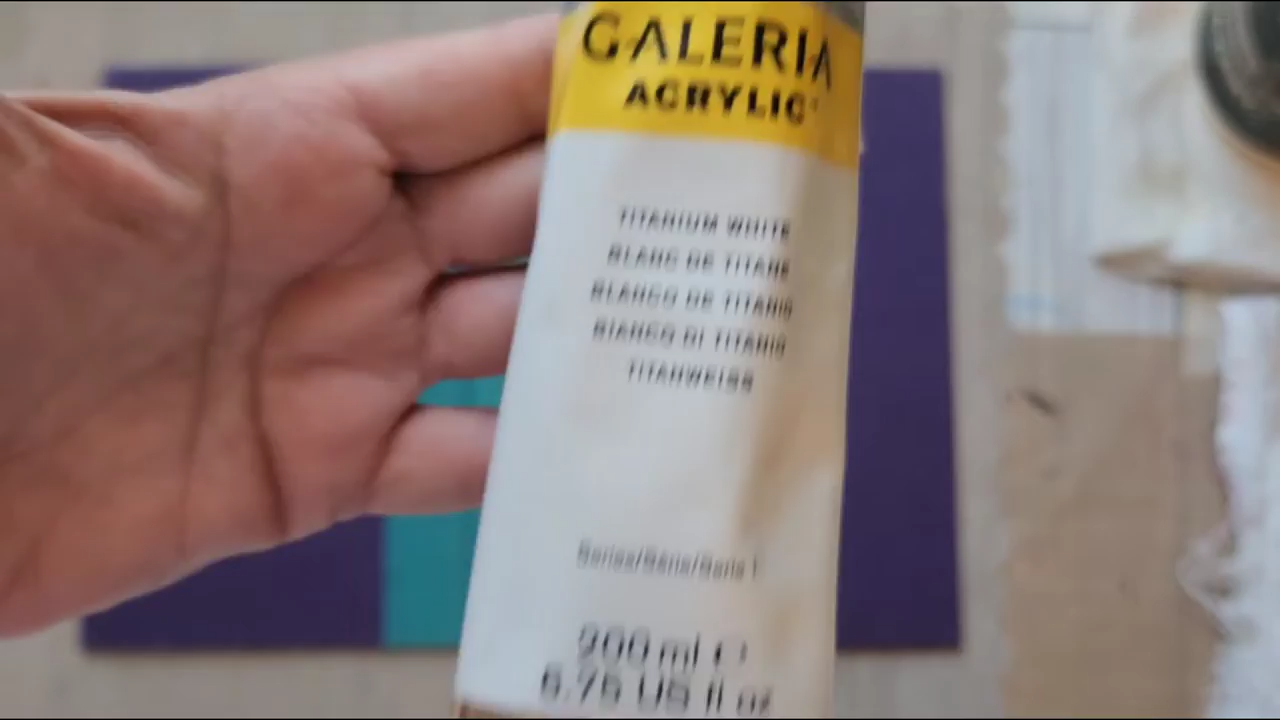 GALERIA
ACRYLIC
TITANIUM WHITE
BLANC DE TITANE
BLANCO DE TITANIO
BIANCO DI TITANIO
TITANWEISS
Series/Série/Serie 1
200 ml ℮
6.75 US fl oz